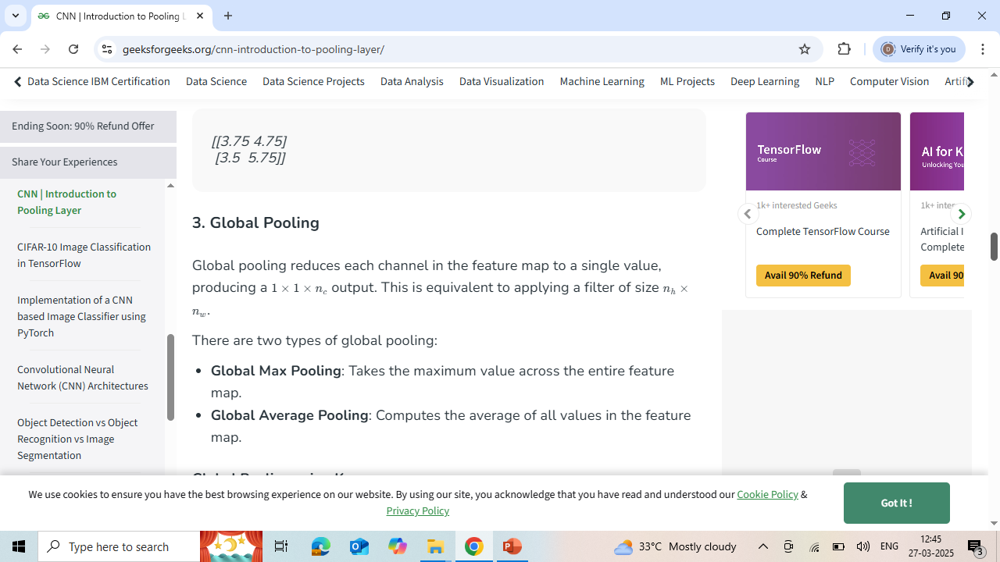 CNN | Introduction to Pooling L
geeksforgeeks.org/cnn-introduction-to-pooling-layer/
D
Verify it's you
Data Science IBM Certification
Data Science
Data Science Projects
Data Analysis
Data Visualization
Machine Learning
ML Projects
Deep Learning
NLP
Computer Vision
Artifi
Ending Soon: 90% Refund Offer
Share Your Experiences
CNN | Introduction to
Pooling Layer
CIFAR-10 Image Classification
in TensorFlow
Implementation of a CNN
based Image Classifier using
PyTorch
Convolutional Neural
Network (CNN) Architectures
Object Detection vs Object
Recognition vs Image
Segmentation
[[3.75 4.75]
[3.5 5.75]]
3. Global Pooling
Global pooling reduces each channel in the feature map to a single value,
producing a 1 × 1 × n_c output. This is equivalent to applying a filter of size n_h ×
n_w.
There are two types of global pooling:
• Global Max Pooling: Takes the maximum value across the entire feature
map.
• Global Average Pooling: Computes the average of all values in the feature
map.
TensorFlow
Course
1k+ interested Geeks
Complete TensorFlow Course
Avail 90% Refund
AI for K
Unlocking You
1k+ inter
Artificial I
Complete
Avail 90
We use cookies to ensure you have the best browsing experience on our website. By using our site, you acknowledge that you have read and understood our Cookie Policy &
Privacy Policy
Got It !
Type here to search
33°C Mostly cloudy
ENG
12:45
27-03-2025
3